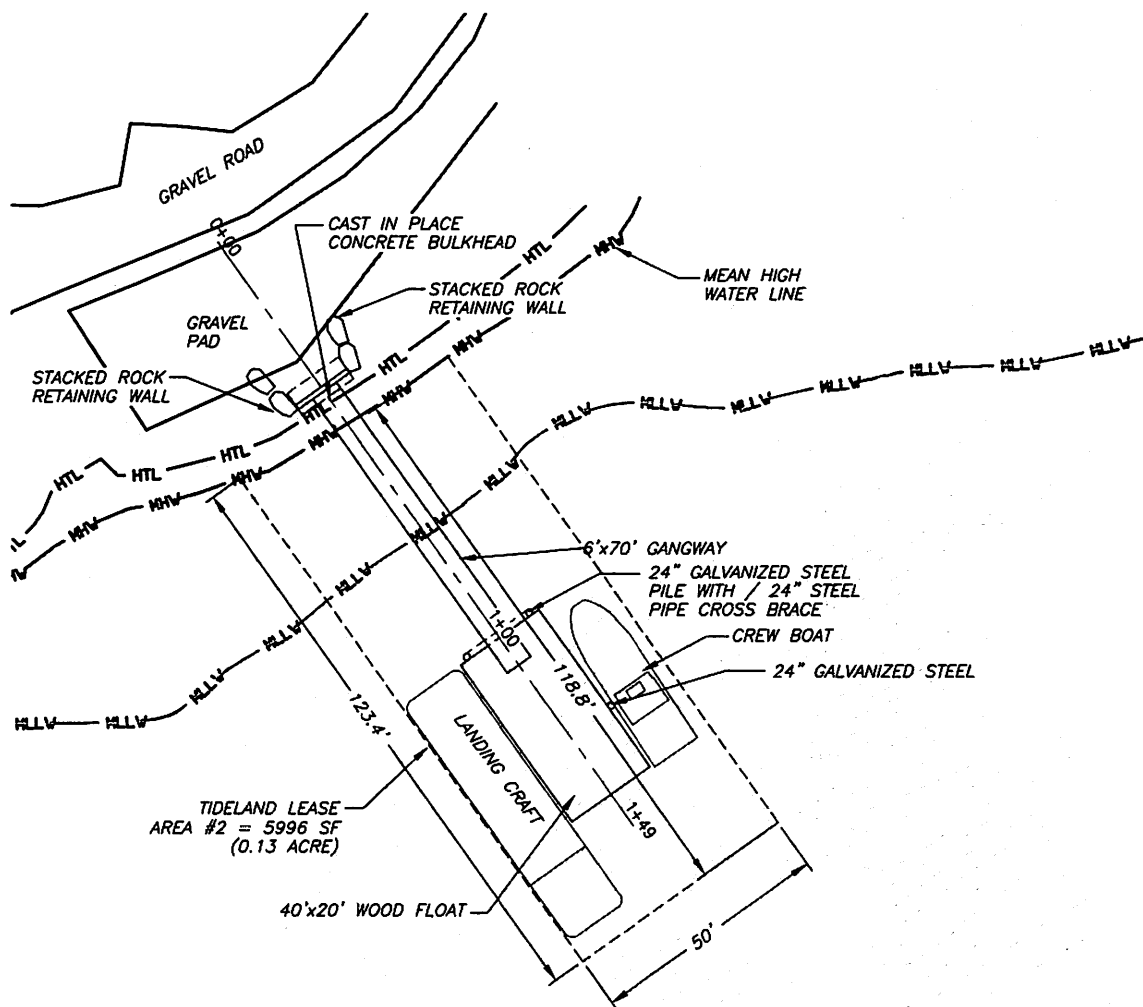 GRAVEL ROAD
0+00
CAST IN PLACE
CONCRETE BULKHEAD
HTL
MHW
MEAN HIGH
WATER LINE
STACKED ROCK
RETAINING WALL
GRAVEL
PAD
HTL
MHW
MLLW
MLLW
MLLW
MLLW
MLLW
MLLW
STACKED ROCK
RETAINING WALL
HTL
MHW
HTL
HTL
HTL
MHW
MHW
MHW
MHW
MLLW
MLLW
6'x70' GANGWAY
24" GALVANIZED STEEL
PILE WITH / 24" STEEL
PIPE CROSS BRACE
MLLW
1+00
CREW BOAT
MLLW
24" GALVANIZED STEEL
118.8'
MLLW
MLLW
MLLW
123.4'
LANDING CRAFT
TIDELAND LEASE
AREA #2 = 5996 SF
(0.13 ACRE)
1+49
40'x20' WOOD FLOAT
50'